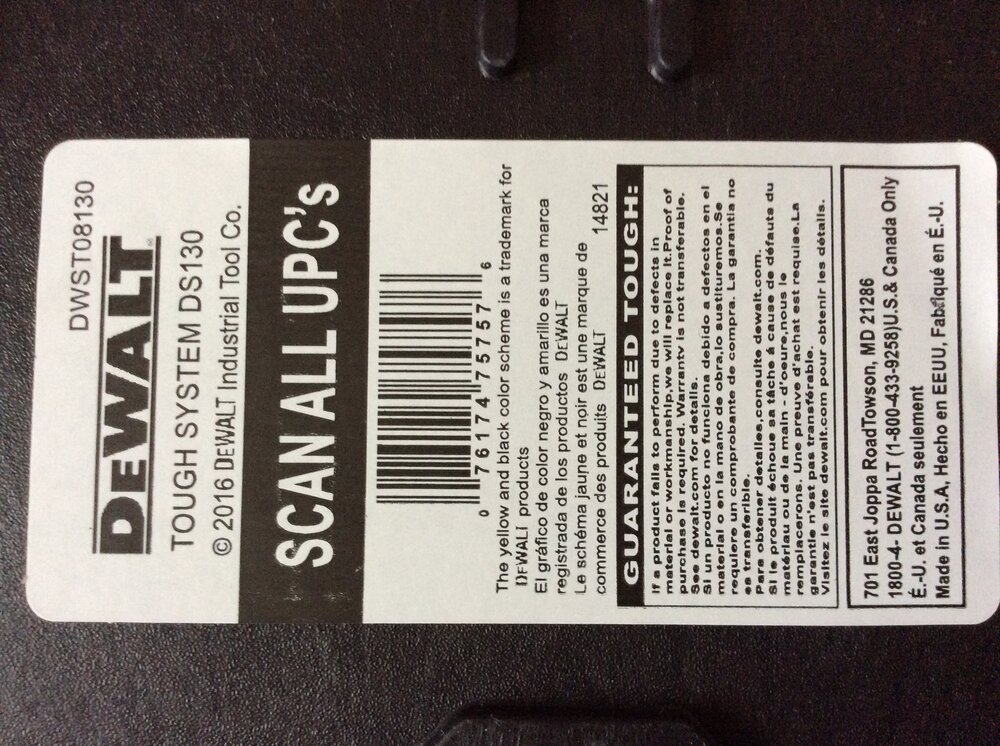 DWST08130
DEWALT
TOUGH SYSTEM DS130
© 2016 DEWALT Industrial Tool Co.
SCAN ALL UPC's
0 76174 75757 6
The yellow and black color scheme is a trademark for
DEWALT products
El gráfico de color negro y amarillo es una marca
registrada de los productos DEWALT
Le schéma jaune et noir est une marque de
commerce des produits DEWALT 14821
GUARANTEED TOUGH:
If a product fails to perform due to defects in
material or workmanship,we will replace it.Proof of
purchase is required. Warrantv is not transferable.
See dewalt.com for details.
Si un producto no funciona debido a defectos en el
material o en la mano de obra,lo sustituremos.Se
requiere un comprobante de compra. La garantia no
es transferible.
Para obtener detalles,consulte dewalt.com.
Si le produit échoue sa tâche á cause de défauts du
matériau ou de la main - d'oeure,nous le
remplacerons. Une preuve d'achat est requise.La
garantie n'est pas transférable.
Visitez le site dewalt.com pour obtenir les détails.
701 East Joppa RoadTowson, MD 21286
1800-4- DEWALT (1-800-433-9258)U.S.& Canada Only
É.-U. et Canada seulement
Made in U.S.A, Hecho en EEUU, Fabriqué en É.-U.